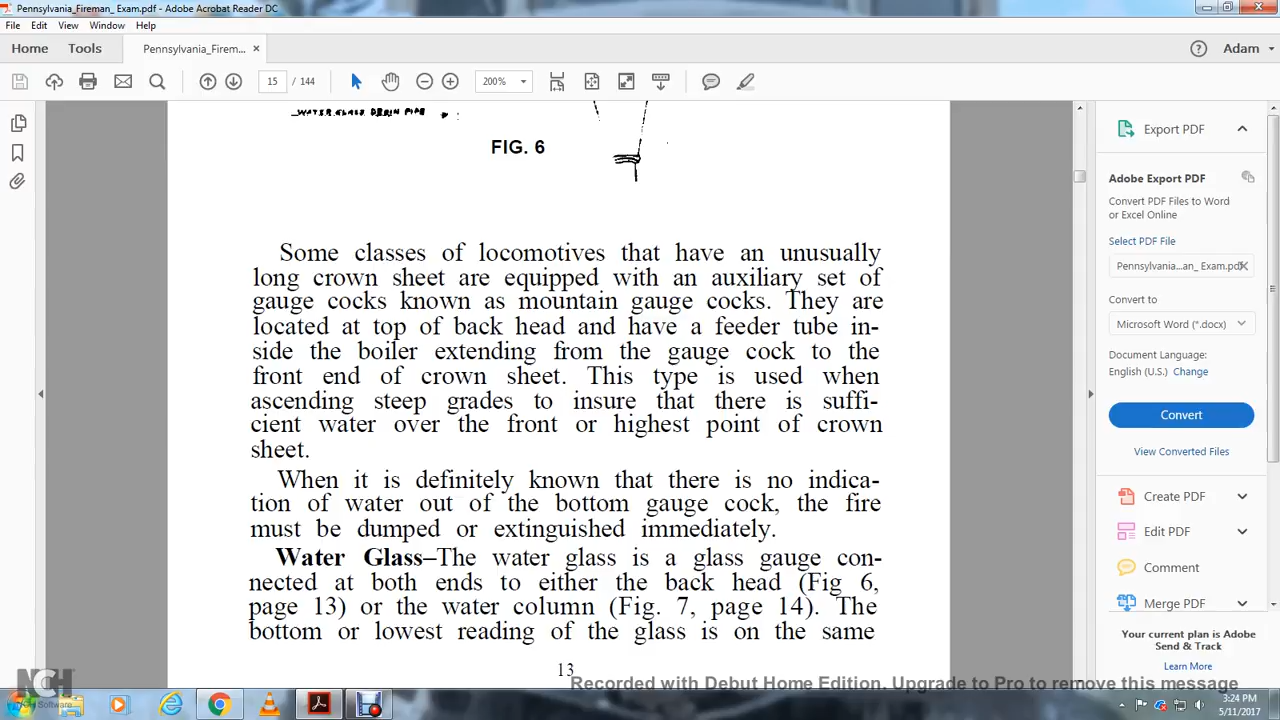 Pennsylvania_Fireman_ Exam.pdf - Adobe Acrobat Reader DC
File Edit View Window Help
Home Tools Pennsylvania_Firem... × Adam
15 / 144 200%
WATER GLASS DRAIN PIPE
FIG. 6
Some classes of locomotives that have an unusually
long crown sheet are equipped with an auxiliary set of
gauge cocks known as mountain gauge cocks. They are
located at top of back head and have a feeder tube in-
side the boiler extending from the gauge cock to the
front end of crown sheet. This type is used when
ascending steep grades to insure that there is suffi-
cient water over the front or highest point of crown
sheet.
When it is definitely known that there is no indica-
tion of water out of the bottom gauge cock, the fire
must be dumped or extinguished immediately.
Water Glass–The water glass is a glass gauge con-
nected at both ends to either the back head (Fig 6,
page 13) or the water column (Fig. 7, page 14). The
bottom or lowest reading of the glass is on the same
13
Export PDF
Adobe Export PDF
Convert PDF Files to Word
or Excel Online
Select PDF File
Pennsylvania...an_ Exam.pdf
Convert to
Microsoft Word (*.docx)
Document Language:
English (U.S.) Change
Convert
View Converted Files
Create PDF
Edit PDF
Comment
Merge PDF
Your current plan is Adobe
Send & Track
Learn More
NCH Software
Recorded with Debut Home Edition. Upgrade to Pro to remove this message
3:24 PM
5/11/2017